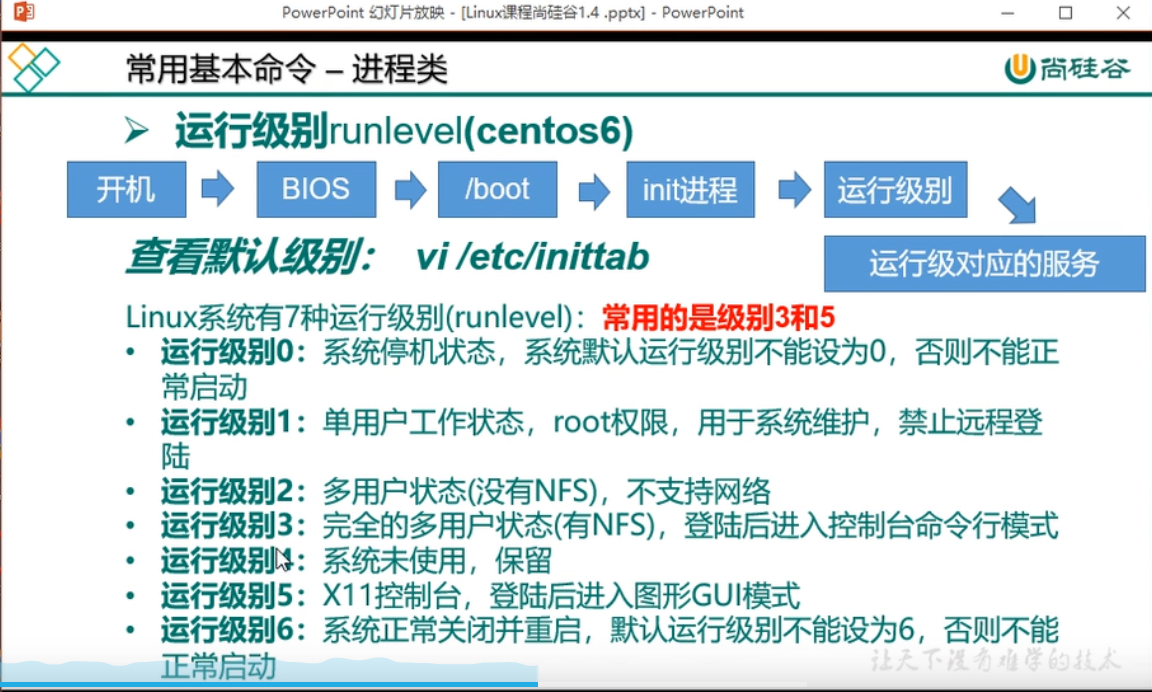 PowerPoint 幻灯片放映 - [Linux课程尚硅谷1.4 .pptx] - PowerPoint
常用基本命令 – 进程类
尚硅谷
运行级别runlevel(centos6)
开机
BIOS
/boot
init进程
运行级别
运行级对应的服务
查看默认级别： vi /etc/inittab
Linux系统有7种运行级别(runlevel)：常用的是级别3和5
• 运行级别0：系统停机状态，系统默认运行级别不能设为0，否则不能正
常启动
• 运行级别1：单用户工作状态，root权限，用于系统维护，禁止远程登
陆
• 运行级别2：多用户状态(没有NFS)，不支持网络
• 运行级别3：完全的多用户状态(有NFS)，登陆后进入控制台命令行模式
• 运行级别4：系统未使用，保留
• 运行级别5：X11控制台，登陆后进入图形GUI模式
• 运行级别6：系统正常关闭并重启，默认运行级别不能设为6，否则不能
正常启动
让天下没有难学的技术